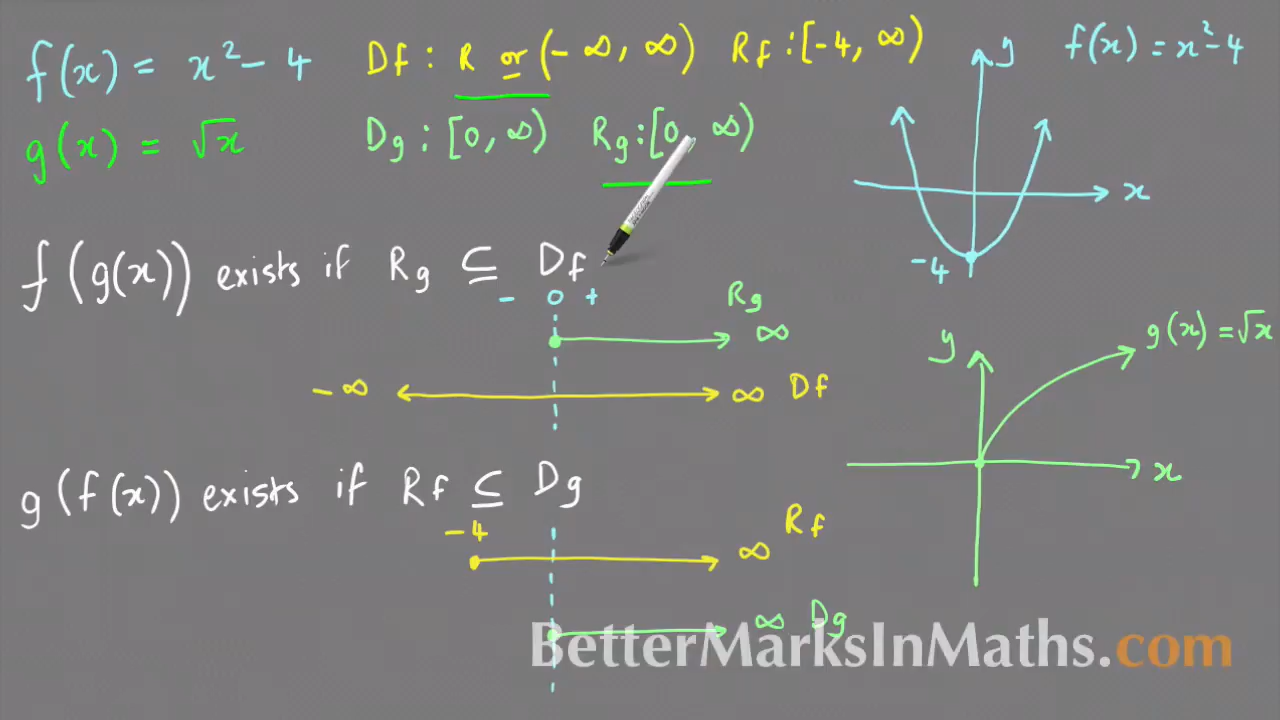 f(x) = x² - 4 Df : R or (-∞, ∞) Rf : [-4, ∞)
g(x) = √x Dg : [0, ∞) Rg : [0, ∞)
y f(x) = x² - 4
x
-4
f(g(x)) exists if Rg ⊆ Df
- 0 +
Rg
∞
-∞ ∞ Df
y g(x) = √x
x
g(f(x)) exists if Rf ⊆ Dg
-4 ∞ Rf
∞ Dg
BetterMarksInMaths.com